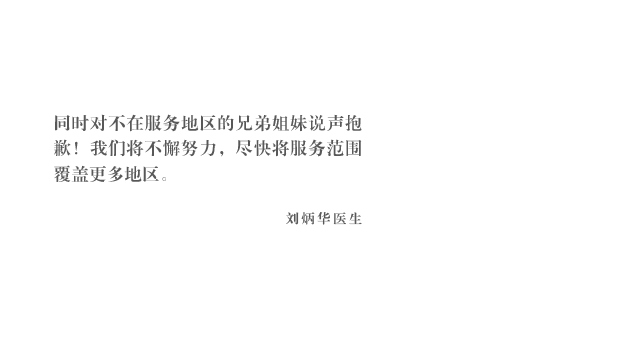 同时对不在服务地区的兄弟姐妹说声抱
歉！我们将不懈努力，尽快将服务范围
覆盖更多地区。
刘炳华医生